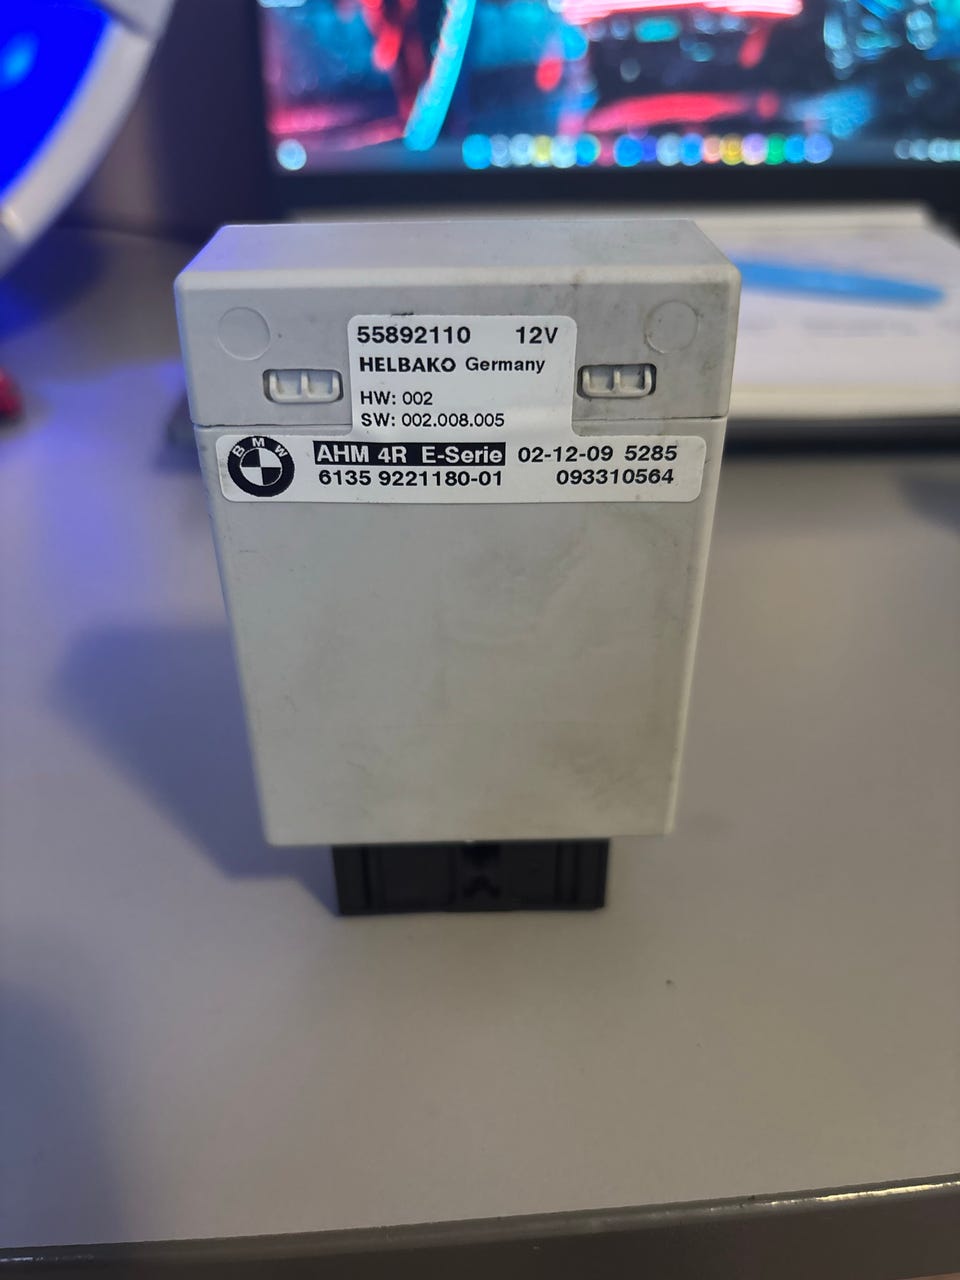 55892110 12V
HELBAKO Germany
HW: 002
SW: 002.008.005
BMW
AHM 4R E-Serie 02-12-09 5285
6135 9221180-01 093310564